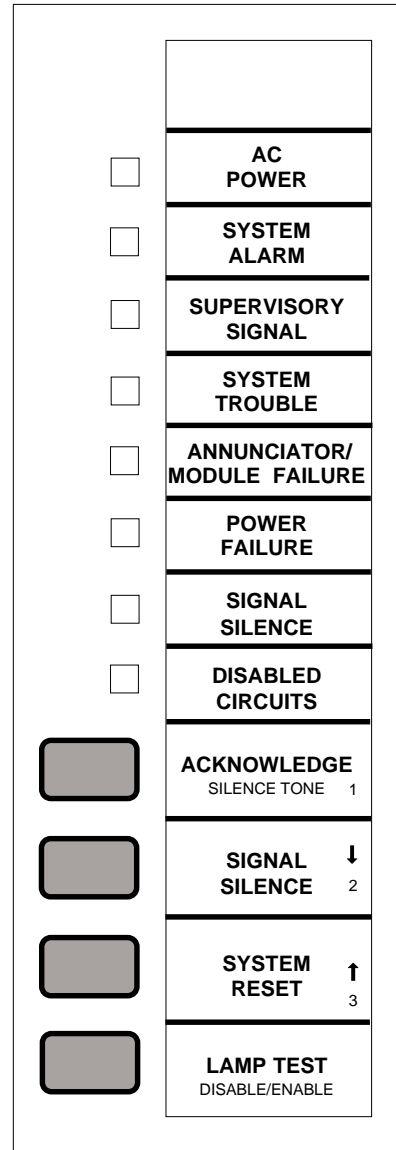 AC
POWER
SYSTEM
ALARM
SUPERVISORY
SIGNAL
SYSTEM
TROUBLE
ANNUNCIATOR/
MODULE FAILURE
POWER
FAILURE
SIGNAL
SILENCE
DISABLED
CIRCUITS
ACKNOWLEDGE
SILENCE TONE 1
SIGNAL ↓
SILENCE 2
SYSTEM ↑
RESET 3
LAMP TEST
DISABLE/ENABLE